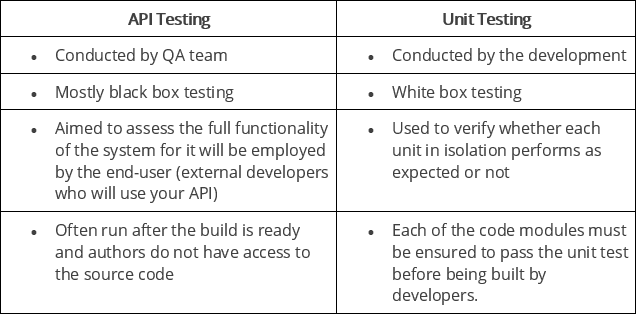 API Testing
Unit Testing
• Conducted by QA team
• Conducted by the development
• Mostly black box testing
• White box testing
• Aimed to assess the full functionality
of the system for it will be employed
by the end-user (external developers
who will use your API)
• Used to verify whether each
unit in isolation performs as
expected or not
• Often run after the build is ready
and authors do not have access to
the source code
• Each of the code modules must
be ensured to pass the unit test
before being built by
developers.